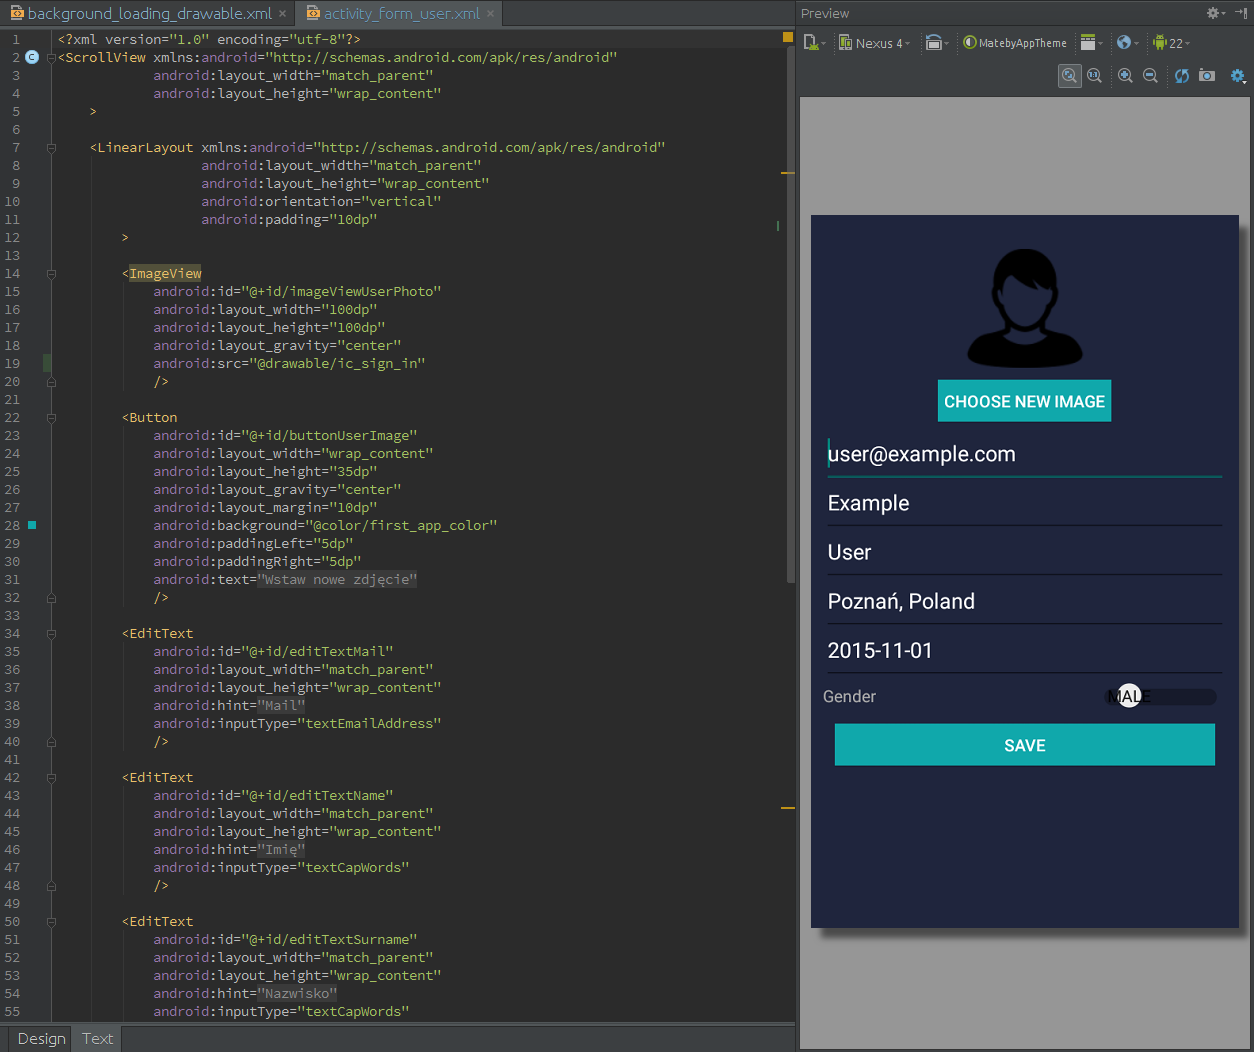 background_loading_drawable.xml
activity_form_user.xml
Preview
Nexus 4
MatebyAppTheme
22
1:1
1 <?xml version="1.0" encoding="utf-8"?>
2 <ScrollView xmlns:android="http://schemas.android.com/apk/res/android"
3 android:layout_width="match_parent"
4 android:layout_height="wrap_content"
5 >
6
7 <LinearLayout xmlns:android="http://schemas.android.com/apk/res/android"
8 android:layout_width="match_parent"
9 android:layout_height="wrap_content"
10 android:orientation="vertical"
11 android:padding="10dp"
12 >
13
14 <ImageView
15 android:id="@+id/imageViewUserPhoto"
16 android:layout_width="100dp"
17 android:layout_height="100dp"
18 android:layout_gravity="center"
19 android:src="@drawable/ic_sign_in"
20 />
21
22 <Button
23 android:id="@+id/buttonUserImage"
24 android:layout_width="wrap_content"
25 android:layout_height="35dp"
26 android:layout_gravity="center"
27 android:layout_margin="10dp"
28 android:background="@color/first_app_color"
29 android:paddingLeft="5dp"
30 android:paddingRight="5dp"
31 android:text="Wstaw nowe zdjęcie"
32 />
33
34 <EditText
35 android:id="@+id/editTextMail"
36 android:layout_width="match_parent"
37 android:layout_height="wrap_content"
38 android:hint="Mail"
39 android:inputType="textEmailAddress"
40 />
41
42 <EditText
43 android:id="@+id/editTextName"
44 android:layout_width="match_parent"
45 android:layout_height="wrap_content"
46 android:hint="Imię"
47 android:inputType="textCapWords"
48 />
49
50 <EditText
51 android:id="@+id/editTextSurname"
52 android:layout_width="match_parent"
53 android:layout_height="wrap_content"
54 android:hint="Nazwisko"
55 android:inputType="textCapWords"
CHOOSE NEW IMAGE
user@example.com
Example
User
Poznań, Poland
2015-11-01
Gender
MALE
SAVE
Design
Text